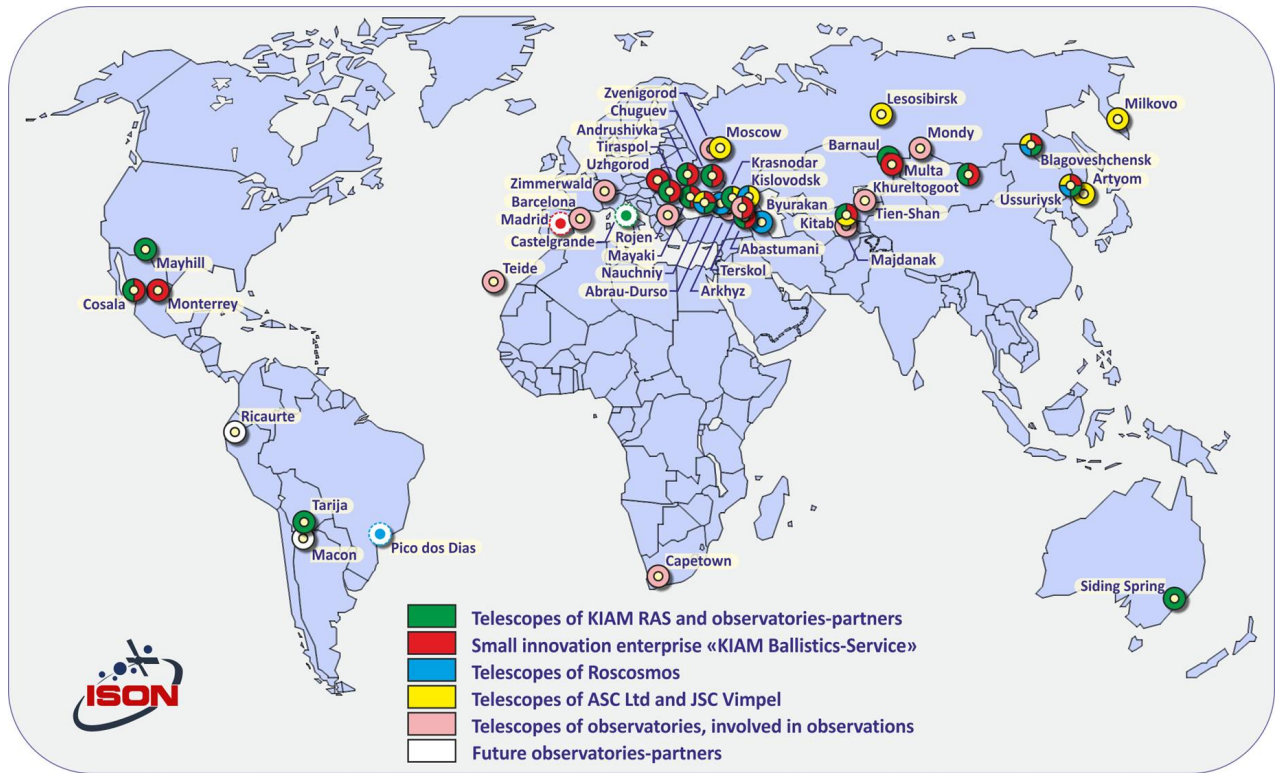 Zvenigorod
Chuguev
Andrushivka
Tiraspol
Uzhgorod
Moscow
Lesosibirsk
Milkovo
Barnaul
Mondy
Multa
Khureltogoot
Blagoveshchensk
Artyom
Ussuriysk
Krasnodar
Kislovodsk
Byurakan
Kitab
Tien-Shan
Majdanak
Zimmerwald
Barcelona
Madrid
Castelgrande
Rojen
Mayaki
Nauchniy
Abrau-Durso
Abastumani
Terskol
Arkhyz
Teide
Mayhill
Cosala
Monterrey
Ricaurte
Tarija
Macon
Pico dos Dias
Capetown
Siding Spring
Telescopes of KIAM RAS and observatories-partners
Small innovation enterprise «KIAM Ballistics-Service»
Telescopes of Roscosmos
Telescopes of ASC Ltd and JSC Vimpel
Telescopes of observatories, involved in observations
Future observatories-partners
ISON